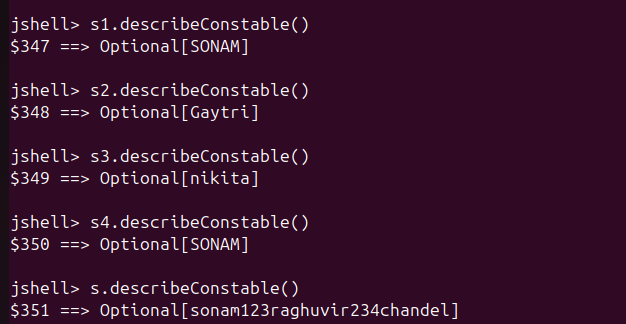 jshell> s1.describeConstable()
$347 ==> Optional[SONAM]
jshell> s2.describeConstable()
$348 ==> Optional[Gaytri]
jshell> s3.describeConstable()
$349 ==> Optional[nikita]
jshell> s4.describeConstable()
$350 ==> Optional[SONAM]
jshell> s.describeConstable()
$351 ==> Optional[sonam123raghuvir234chandel]